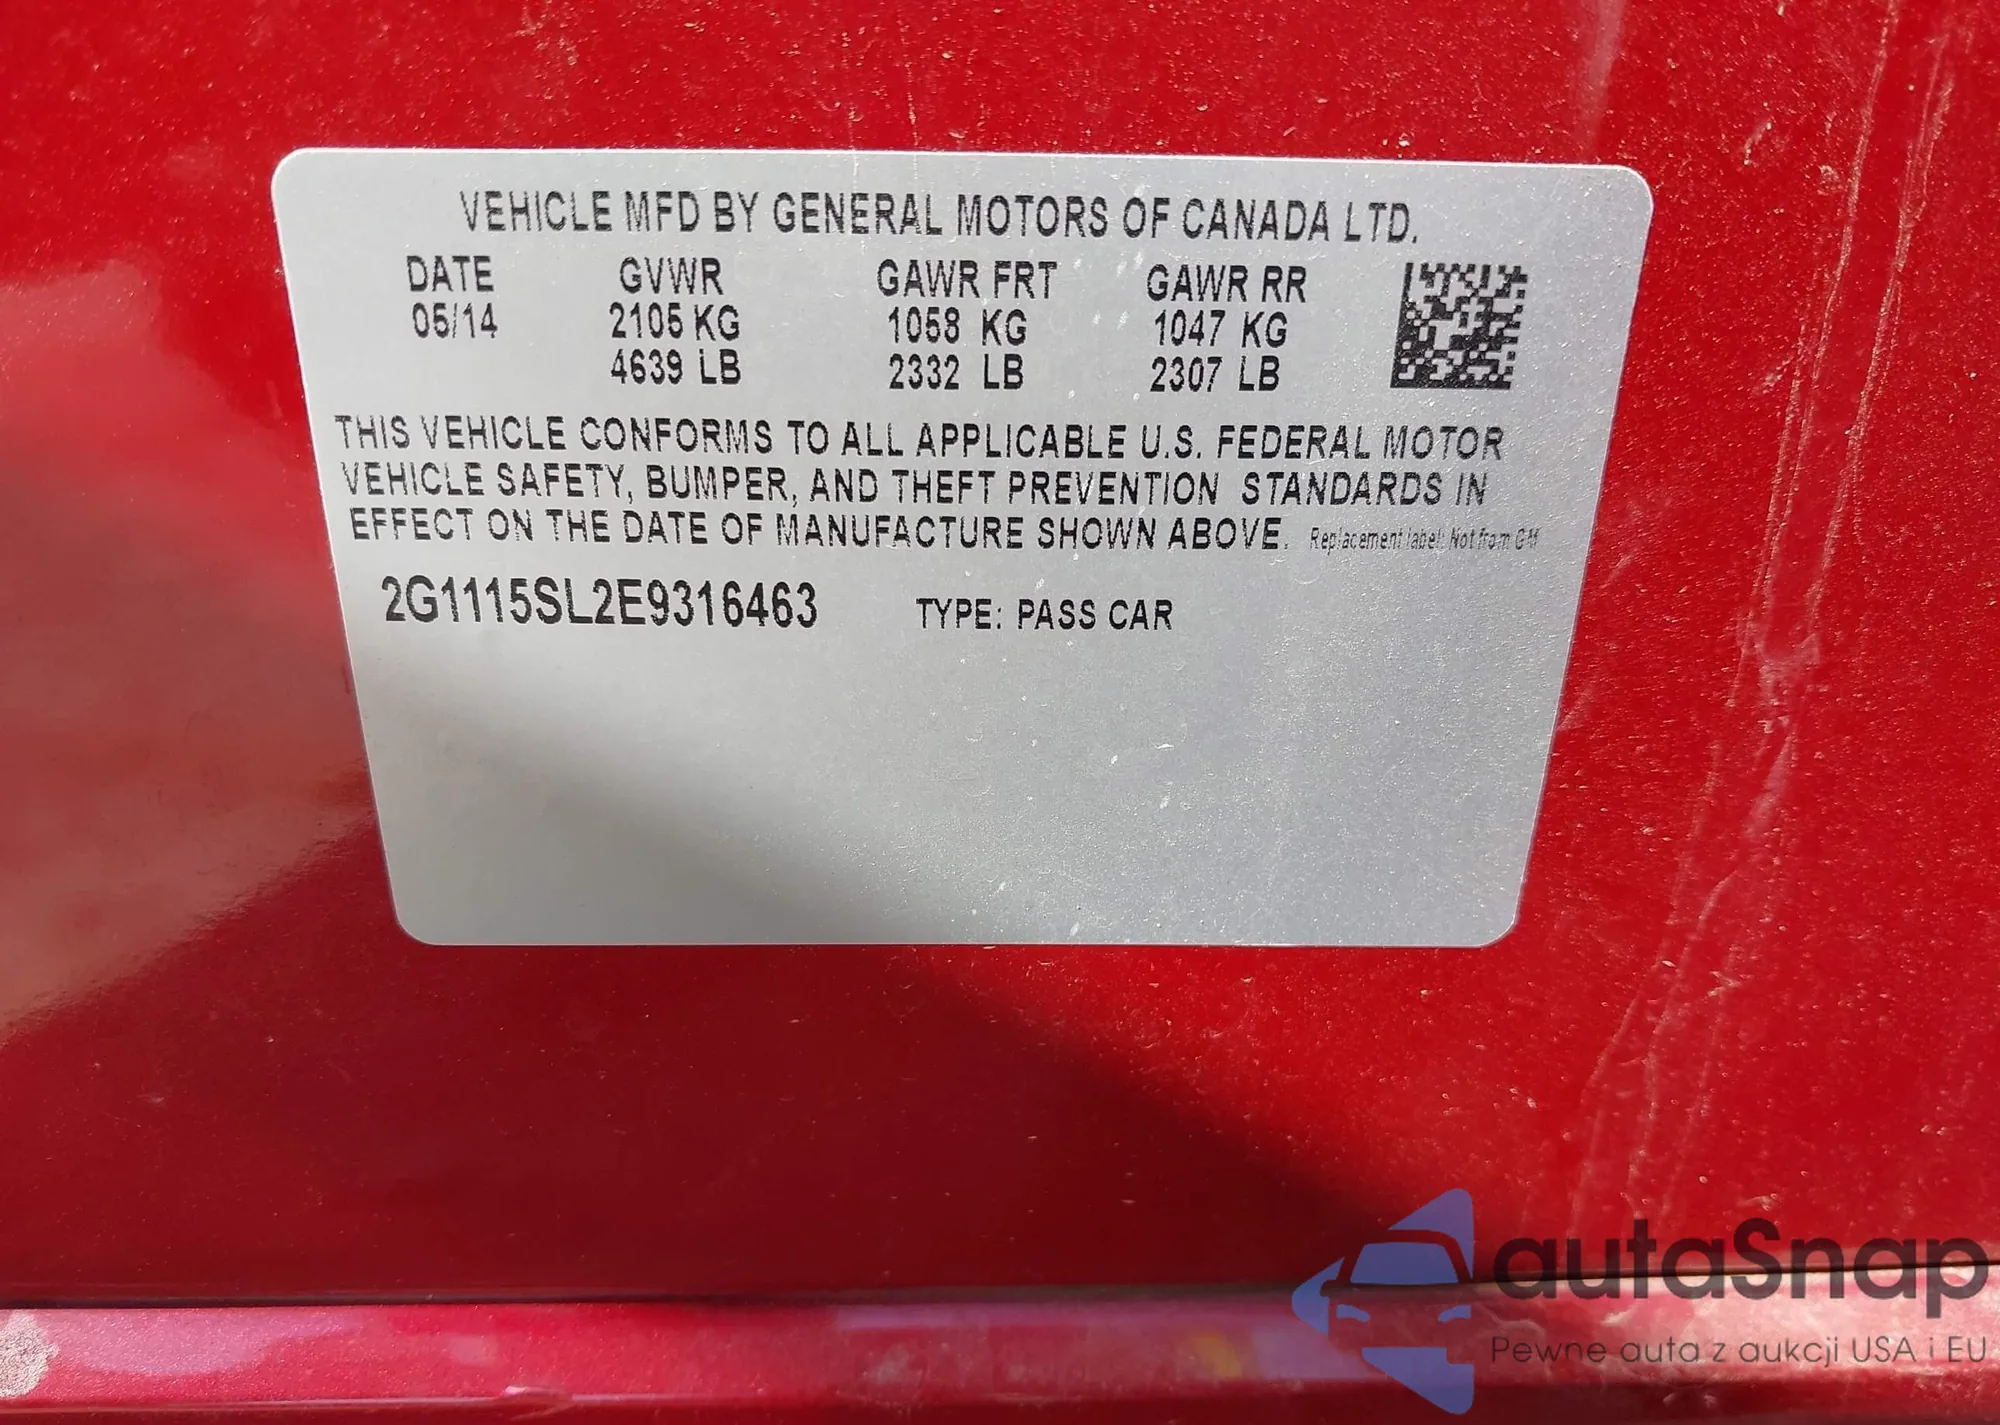 VEHICLE MFD BY GENERAL MOTORS OF CANADA LTD.
DATE GVWR GAWR FRT GAWR RR
05/14 2105 KG 1058 KG 1047 KG
4639 LB 2332 LB 2307 LB
THIS VEHICLE CONFORMS TO ALL APPLICABLE U.S. FEDERAL MOTOR
VEHICLE SAFETY, BUMPER, AND THEFT PREVENTION STANDARDS IN
EFFECT ON THE DATE OF MANUFACTURE SHOWN ABOVE. Replacement label: Not from GM
2G1115SL2E9316463 TYPE: PASS CAR
autaSnap
Pewne auta z aukcji USA i EU